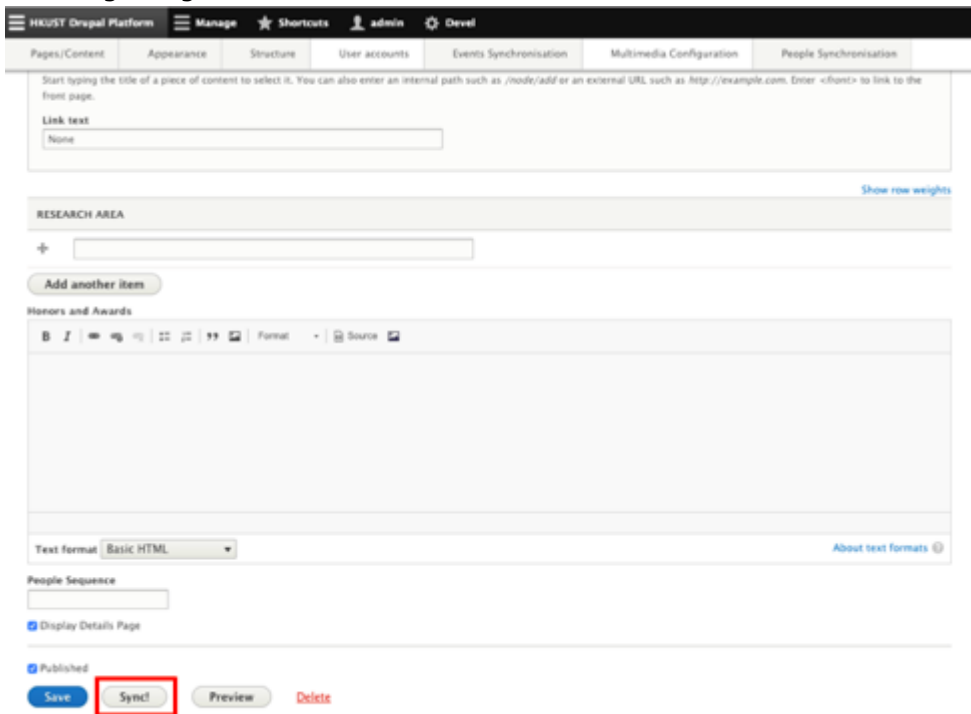 HKUST Drupal Platform Manage Shortcuts admin Devel
Pages/Content Appearance Structure User accounts Events Synchronisation Multimedia Configuration People Synchronisation
Start typing the title of a piece of content to select it. You can also enter an internal path such as /node/add or an external URL such as http://example.com. Enter <front> to link to the
front page.
Link text
None
Show row weights
RESEARCH AREA
Add another item
Honors and Awards
B I Format Source
Text format Basic HTML About text formats
People Sequence
Display Details Page
Published
Save Sync! Preview Delete